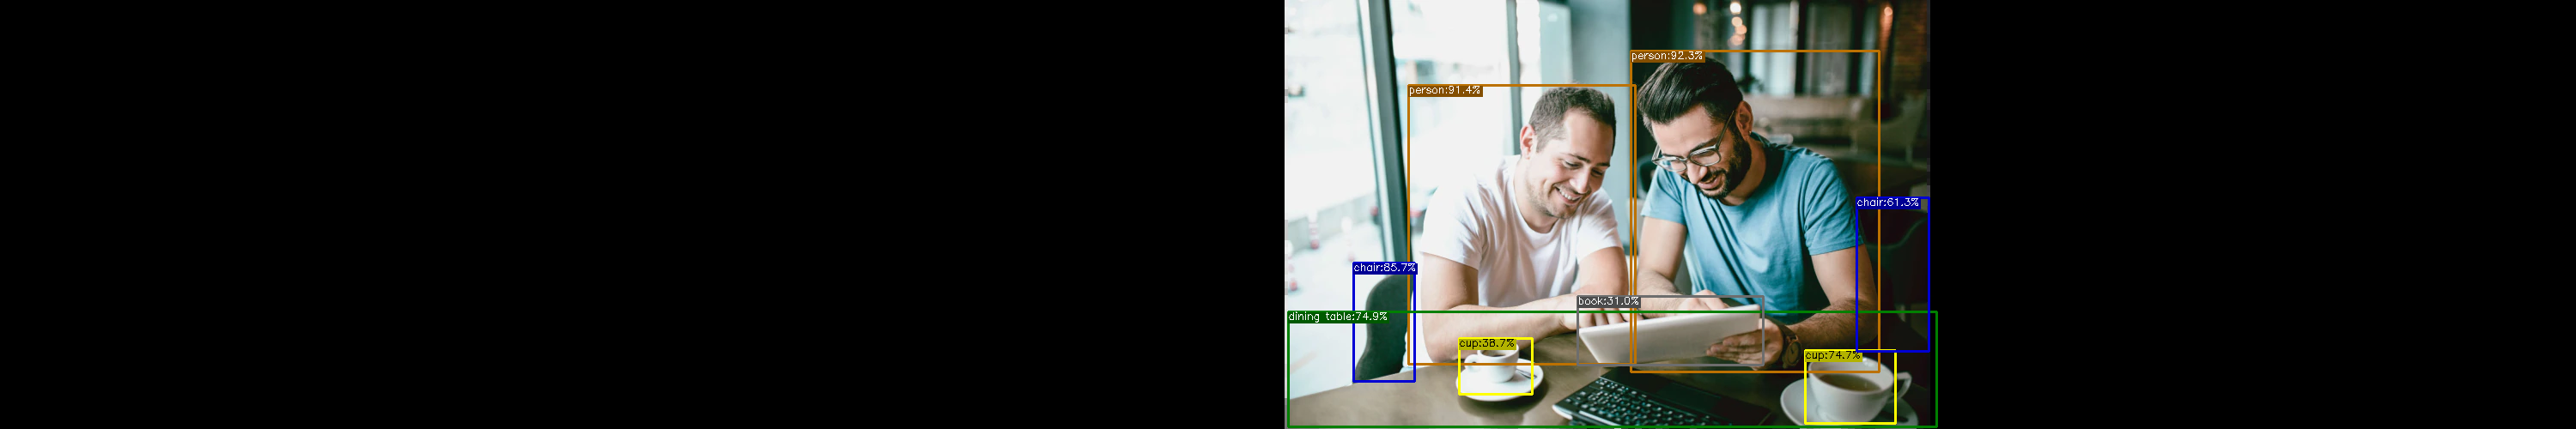 person:92.3%
person:91.4%
chair:61.3%
chair:85.7%
book:31.0%
dining table:74.9%
cup:38.7%
cup:74.7%